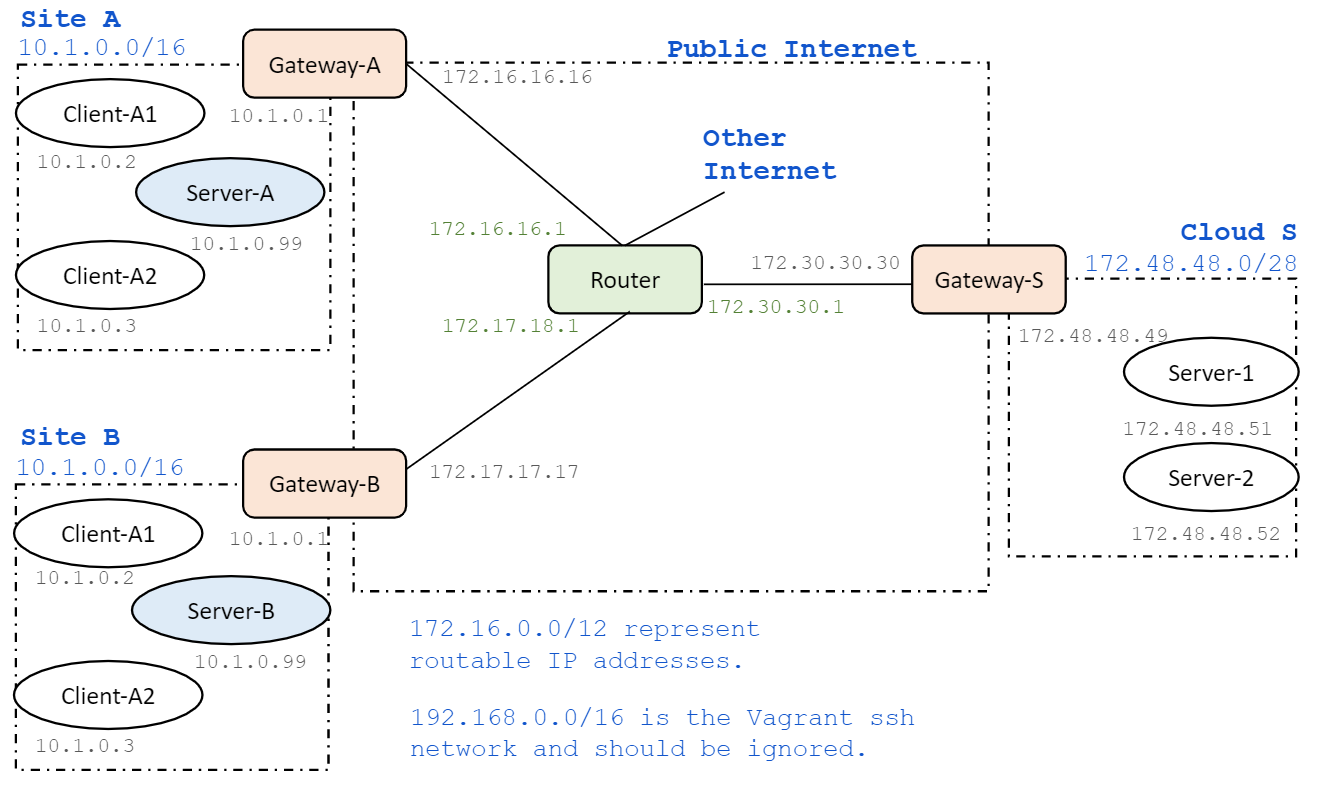 Site A
10.1.0.0/16
Gateway-A
Public Internet
172.16.16.16
Client-A1
10.1.0.1
10.1.0.2
Server-A
10.1.0.99
Client-A2
10.1.0.3
Other
Internet
172.16.16.1
Router
172.30.30.30
172.30.30.1
172.17.18.1
Gateway-S
Cloud S
172.48.48.0/28
172.48.48.49
Server-1
172.48.48.51
Server-2
172.48.48.52
Site B
10.1.0.0/16
Gateway-B
172.17.17.17
Client-A1
10.1.0.1
10.1.0.2
Server-B
10.1.0.99
Client-A2
10.1.0.3
172.16.0.0/12 represent
routable IP addresses.
192.168.0.0/16 is the Vagrant ssh
network and should be ignored.